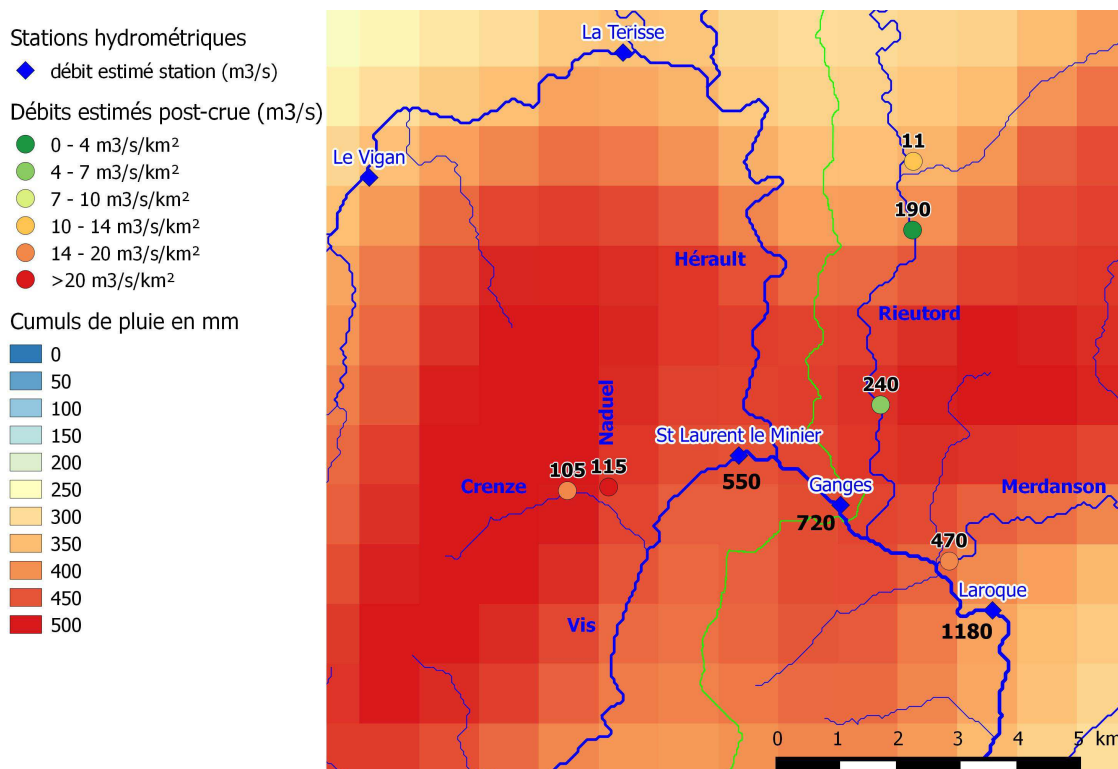 Stations hydrométriques
débit estimé station (m3/s)
Débits estimés post-crue (m3/s)
0 - 4 m3/s/km²
4 - 7 m3/s/km²
7 - 10 m3/s/km²
10 - 14 m3/s/km²
14 - 20 m3/s/km²
>20 m3/s/km²
Cumuls de pluie en mm
0
50
100
150
200
250
300
350
400
450
500
La Terisse
Le Vigan
11
190
Hérault
Rieutord
240
Naduel
St Laurent le Minier
105
115
Crenze
550
Ganges
Merdanson
720
470
Laroque
Vis
1180
0 1 2 3 4 5 km